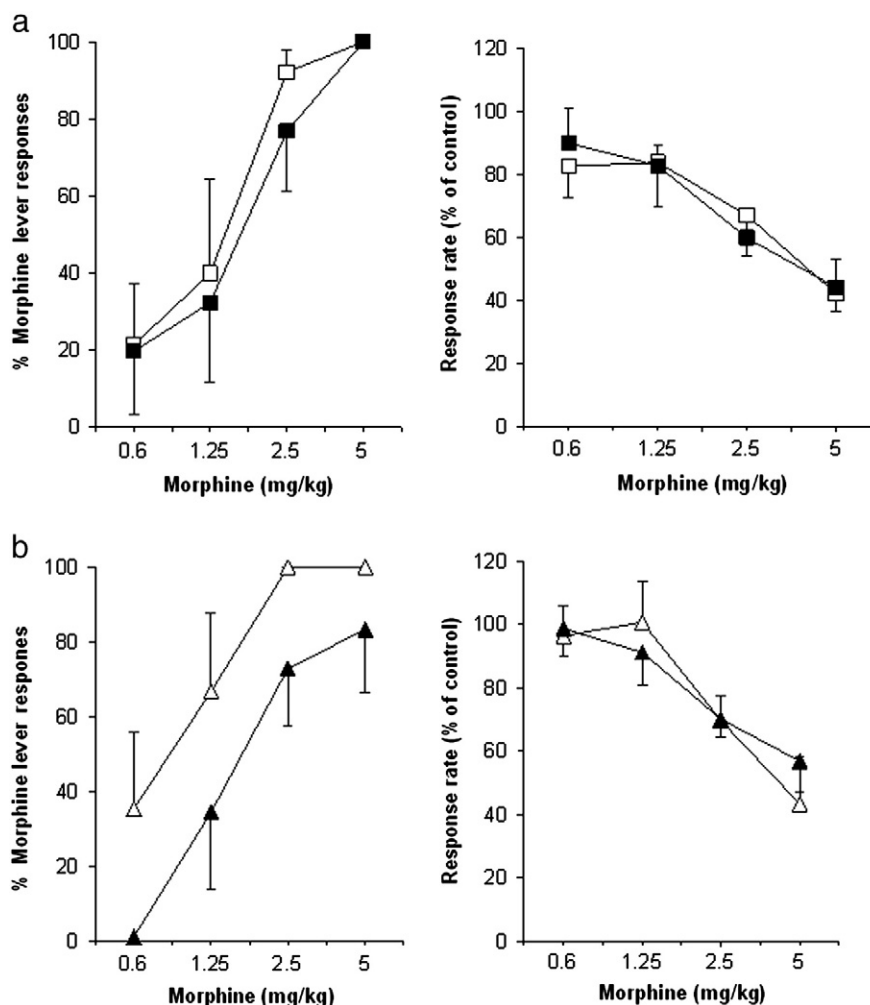 a
% Morphine lever responses
100
80
60
40
20
0
0.6 1.25 2.5 5
Morphine (mg/kg)
Response rate (% of control)
120
100
80
60
40
20
0
0.6 1.25 2.5 5
Morphine (mg/kg)
b
% Morphine lever respones
100
80
60
40
20
0
0.6 1.25 2.5 5
Morphine (mg/kg)
Response rate (% of control)
120
100
80
60
40
20
0
0.6 1.25 2.5 5
Morphine (mg/kg)